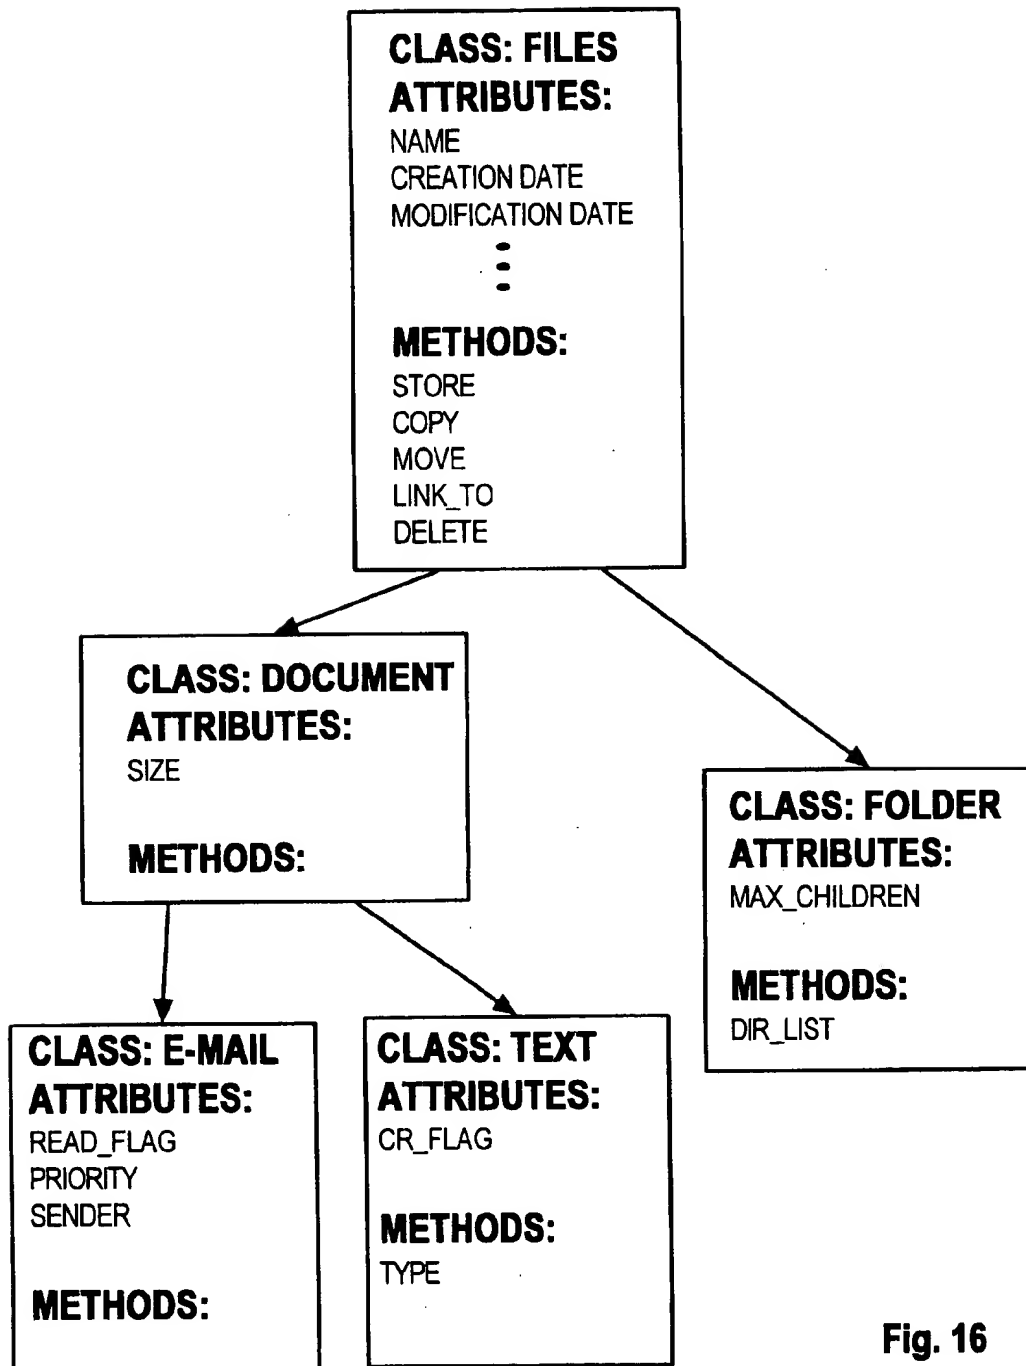 CLASS: FILES
ATTRIBUTES:
NAME
CREATION DATE
MODIFICATION DATE
METHODS:
STORE
COPY
MOVE
LINK_TO
DELETE
CLASS: DOCUMENT
ATTRIBUTES:
SIZE
METHODS:
CLASS: FOLDER
ATTRIBUTES:
MAX_CHILDREN
METHODS:
DIR_LIST
CLASS: E-MAIL
ATTRIBUTES:
READ_FLAG
PRIORITY
SENDER
METHODS:
CLASS: TEXT
ATTRIBUTES:
CR_FLAG
METHODS:
TYPE
Fig. 16